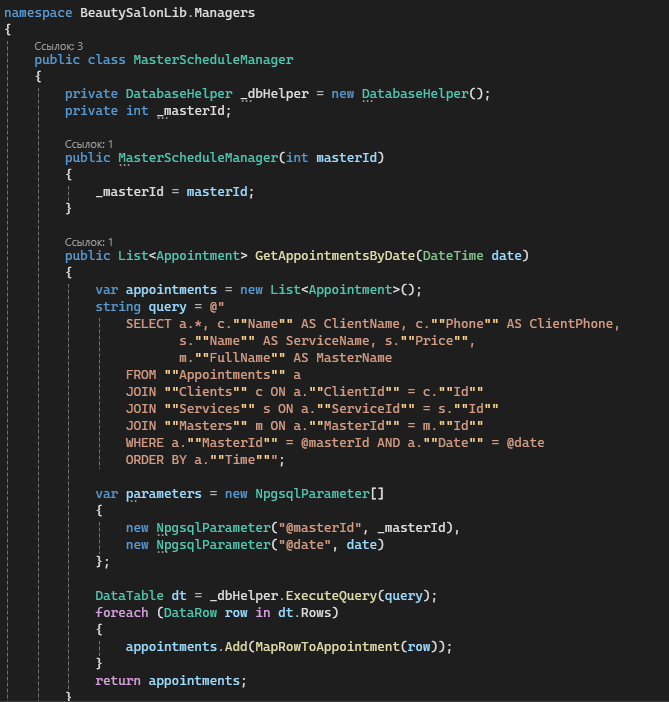 namespace BeautySalonLib.Managers
{
Ссылок: 3
public class MasterScheduleManager
{
private DatabaseHelper _dbHelper = new DatabaseHelper();
private int _masterId;
Ссылок: 1
public MasterScheduleManager(int masterId)
{
_masterId = masterId;
}
Ссылок: 1
public List<Appointment> GetAppointmentsByDate(DateTime date)
{
var appointments = new List<Appointment>();
string query = @"
SELECT a.*, c.""Name"" AS ClientName, c.""Phone"" AS ClientPhone,
s.""Name"" AS ServiceName, s.""Price"",
m.""FullName"" AS MasterName
FROM ""Appointments"" a
JOIN ""Clients"" c ON a.""ClientId"" = c.""Id""
JOIN ""Services"" s ON a.""ServiceId"" = s.""Id""
JOIN ""Masters"" m ON a.""MasterId"" = m.""Id""
WHERE a.""MasterId"" = @masterId AND a.""Date"" = @date
ORDER BY a.""Time""";
var parameters = new NpgsqlParameter[]
{
new NpgsqlParameter("@masterId", _masterId),
new NpgsqlParameter("@date", date)
};
DataTable dt = _dbHelper.ExecuteQuery(query);
foreach (DataRow row in dt.Rows)
{
appointments.Add(MapRowToAppointment(row));
}
return appointments;
}